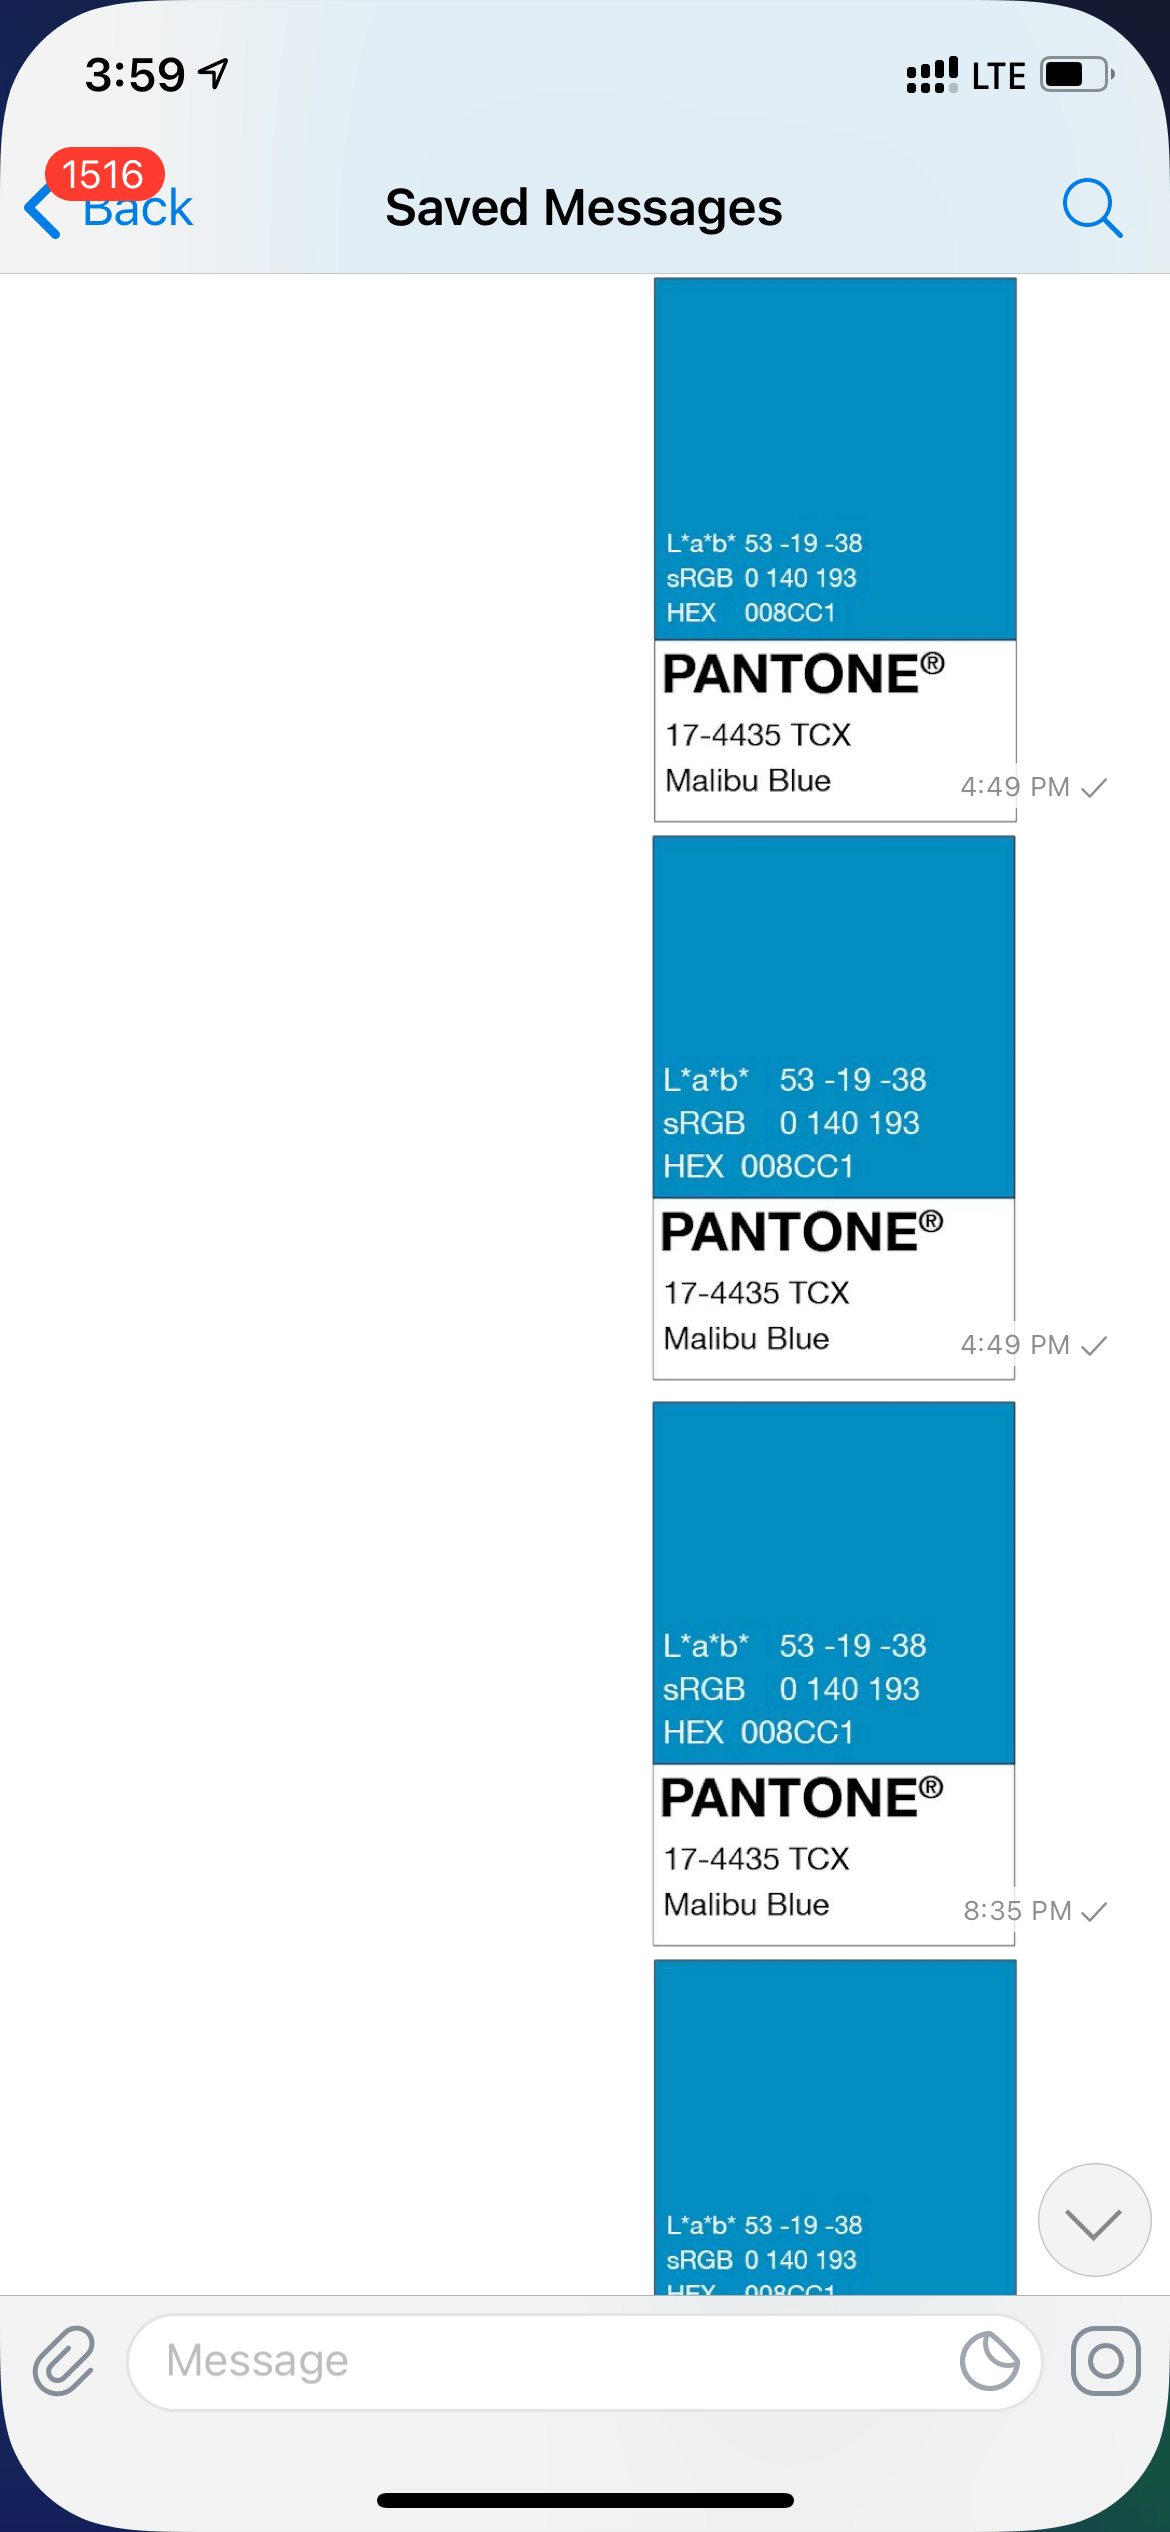 3:59 LTE
1516
Back Saved Messages
L*a*b* 53 -19 -38
sRGB 0 140 193
HEX 008CC1
PANTONE®
17-4435 TCX
Malibu Blue
4:49 PM
L*a*b* 53 -19 -38
sRGB 0 140 193
HEX 008CC1
PANTONE®
17-4435 TCX
Malibu Blue
4:49 PM
L*a*b* 53 -19 -38
sRGB 0 140 193
HEX 008CC1
PANTONE®
17-4435 TCX
Malibu Blue
8:35 PM
L*a*b* 53 -19 -38
sRGB 0 140 193
HEX 008CC1
Message